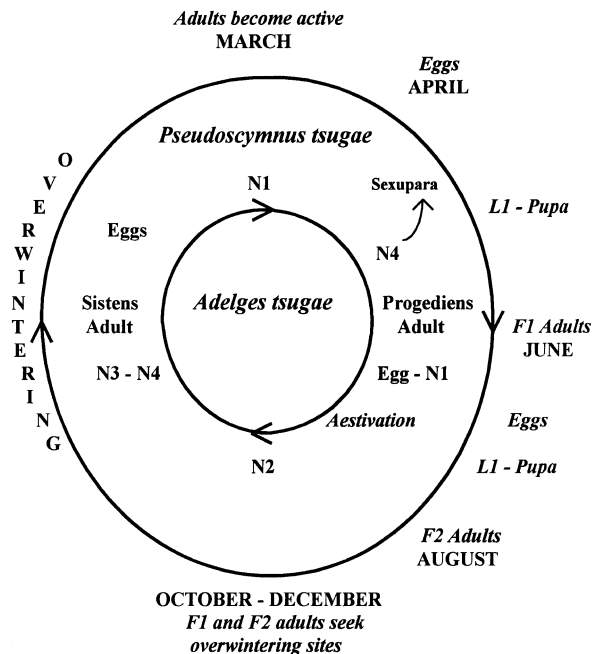 Adults become active
MARCH
Eggs
APRIL
Pseudoscymnus tsugae
OVERWINTERING
N1
Sexupara
L1 - Pupa
Eggs
N4
Sistens
Adult
Adelges tsugae
Progediens
Adult
F1 Adults
JUNE
N3 - N4
Egg - N1
Aestivation
Eggs
N2
L1 - Pupa
F2 Adults
AUGUST
OCTOBER - DECEMBER
F1 and F2 adults seek
overwintering sites